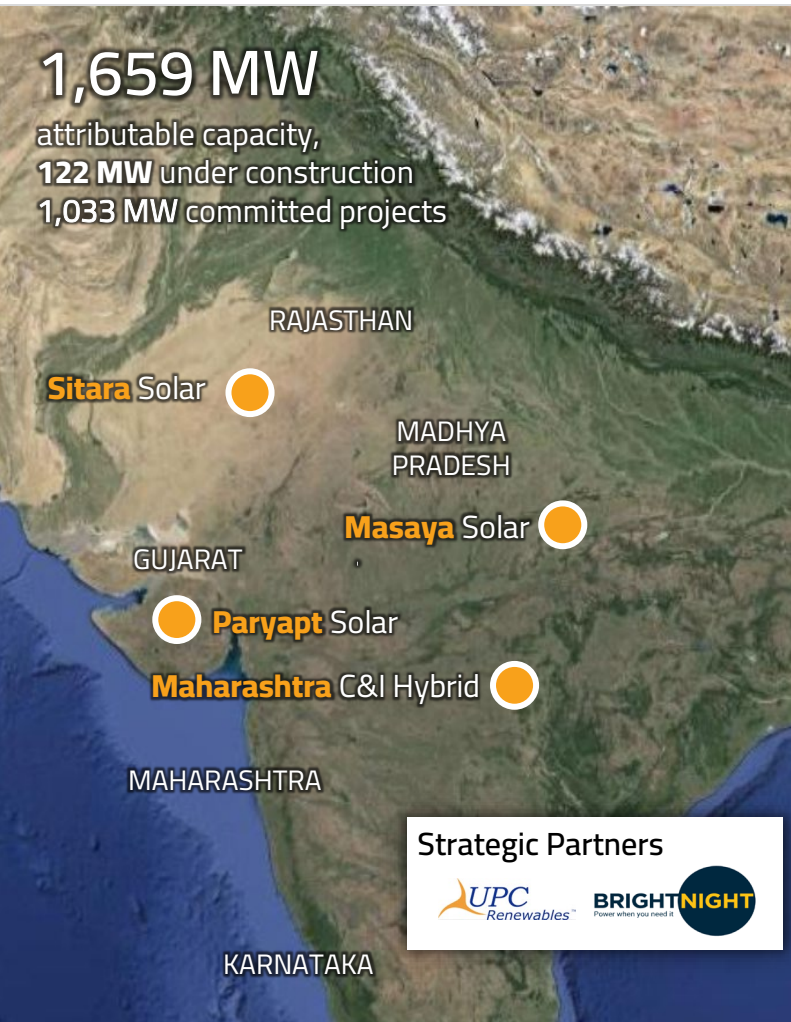 1,659 MW
attributable capacity,
122 MW under construction
1,033 MW committed projects
RAJASTHAN
Sitara Solar
MADHYA
PRADESH
Masaya Solar
GUJARAT
Paryapt Solar
Maharashtra C&I Hybrid
MAHARASHTRA
Strategic Partners
UPC
Renewables™
BRIGHTNIGHT
Power when you need it
KARNATAKA